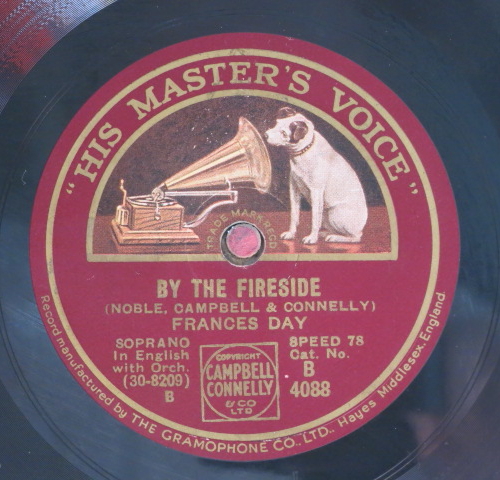 "HIS MASTER'S VOICE"
TRADE MARK REGD
BY THE FIRESIDE
(NOBLE, CAMPBELL & CONNELLY)
FRANCES DAY
SOPRANO
In English
with Orch.
(30-8209)
B
COPYRIGHT
CAMPBELL
CONNELLY
& CO
LTD
SPEED 78
Cat. No.
B
4088
Record manufactured by THE GRAMOPHONE CO., LTD., Hayes Middlesex, England.